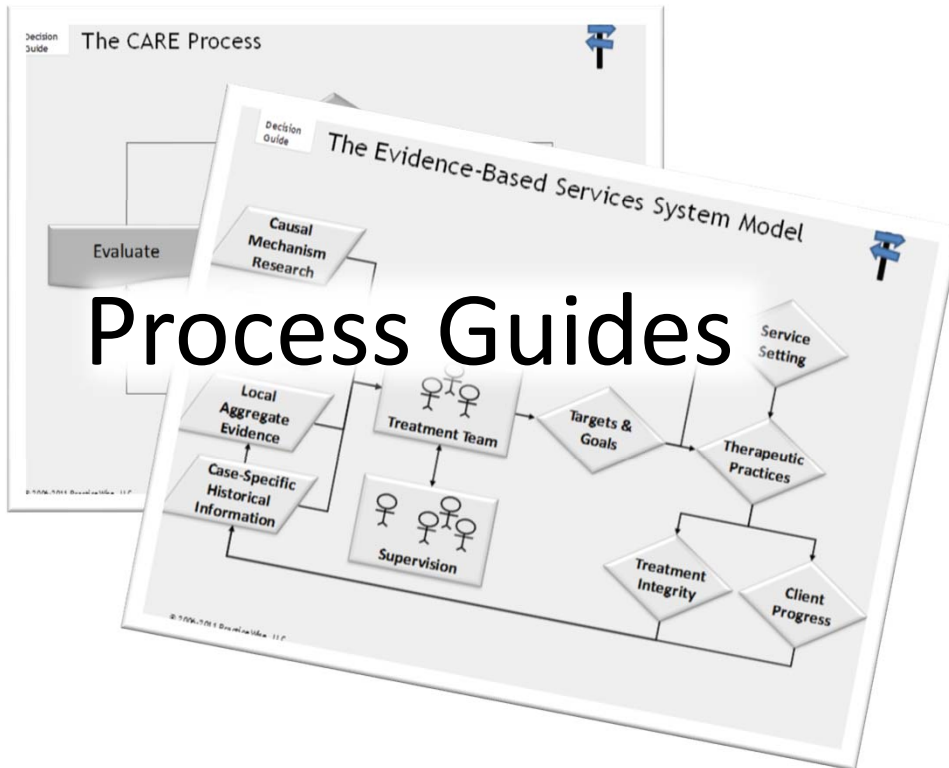 Decision
Guide
The CARE Process
Evaluate
Decision
Guide
The Evidence-Based Services System Model
Causal
Mechanism
Research
Process Guides
Service
Setting
Local
Aggregate
Evidence
Treatment Team
Targets &
Goals
Therapeutic
Practices
Case-Specific
Historical
Information
Supervision
Treatment
Integrity
Client
Progress